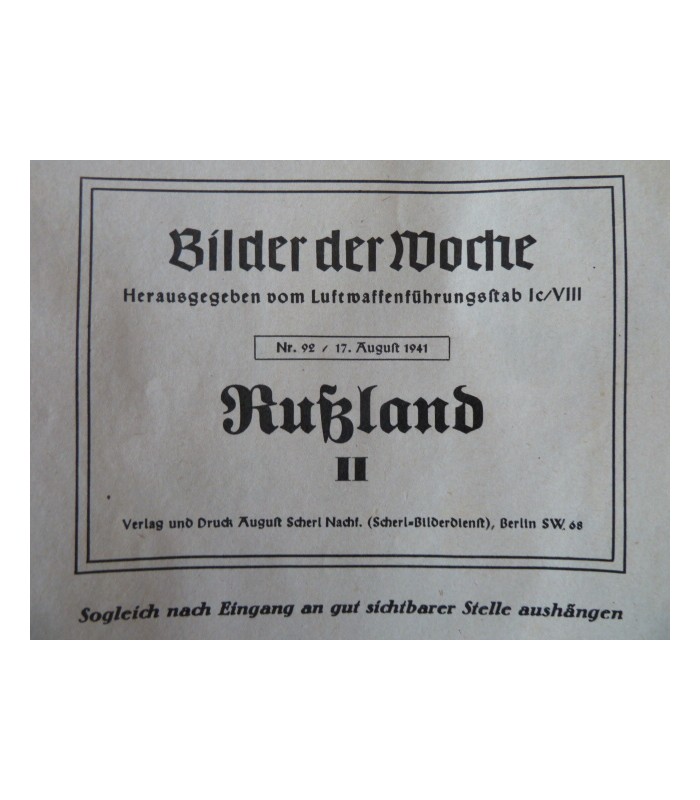 Bilder der Woche
Herausgegeben vom Luftwaffenführungsstab Ic/VIII
Nr. 92 / 17. August 1941
Rußland
II
Verlag und Druck August Scherl Nachf. (Scherl=Bilderdienst), Berlin SW. 68
Sogleich nach Eingang an gut sichtbarer Stelle aushängen